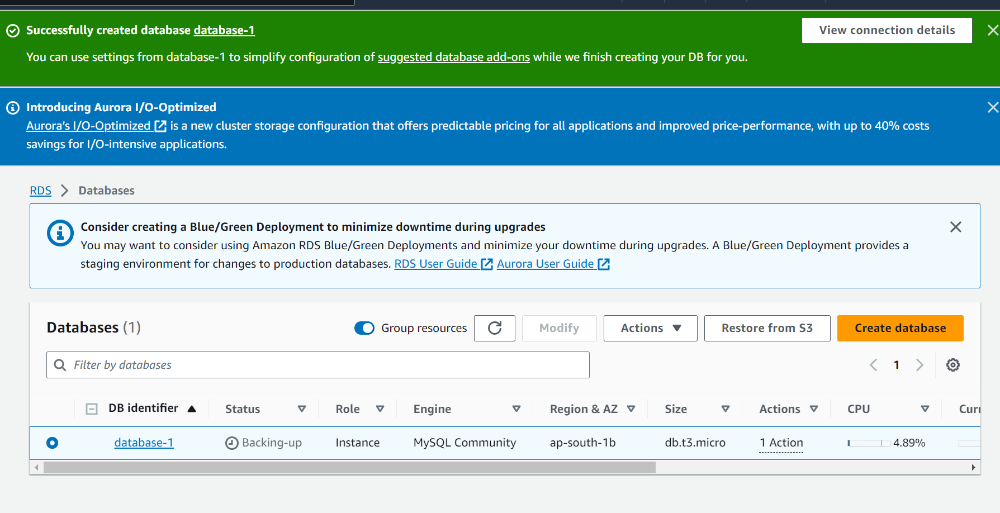 Successfully created database database-1
View connection details
You can use settings from database-1 to simplify configuration of suggested database add-ons while we finish creating your DB for you.
Introducing Aurora I/O-Optimized
Aurora’s I/O-Optimized is a new cluster storage configuration that offers predictable pricing for all applications and improved price-performance, with up to 40% costs
savings for I/O-intensive applications.
RDS Databases
Consider creating a Blue/Green Deployment to minimize downtime during upgrades
You may want to consider using Amazon RDS Blue/Green Deployments and minimize your downtime during upgrades. A Blue/Green Deployment provides a
staging environment for changes to production databases. RDS User Guide Aurora User Guide
Databases (1) Group resources Modify Actions Restore from S3 Create database
Filter by databases 1
DB identifier Status Role Engine Region & AZ Size Actions CPU Curr
database-1 Backing-up Instance MySQL Community ap-south-1b db.t3.micro 1 Action 4.89%